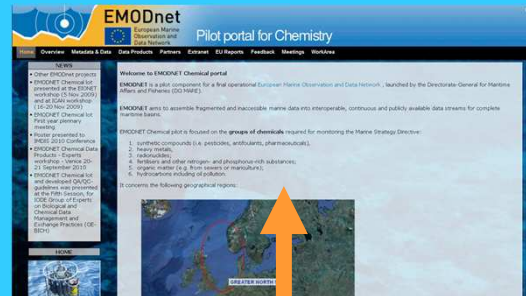 EMODnet
European Marine
Observation and
Data Network
Pilot portal for Chemistry
Home Overview Metadata & Data Data Products Partners Extranet EU Reports Feedback Meetings WorkArea
NEWS
Other EMODnet projects
EMODNET Chemical lot
presented at the EIONET
workshop (5 Nov 2009)
and at ICAN workshop
(16-20 Nov 2009)
EMODNET Chemical lot
First year plenary
meeting
Poster presented to
IMDIS 2010 Conference
EMODNET Chemical Data
Products - Experts
workshop - Venice 20-
21 September 2010
EMODNET Chemical lot
and developed QA/QC-
guidelines was presented
at the Fifth Session, for
IODE Group of Experts
on Biological and
Chemical Data
Management and
Exchange Practices (GE-
BICH)
HOME
Welcome to EMODNET Chemical portal
EMODNET is a pilot component for a final operational European Marine Observation and Data Network , launched by the Directorate-General for Maritime
Affairs and Fisheries (DG MARE).
EMODNET aims to assemble fragmented and inaccessible marine data into interoperable, continuous and publicly available data streams for complete
maritime basins.
EMODNET Chemical pilot is focused on the groups of chemicals required for monitoring the Marine Strategy Directive:
1. synthetic compounds (i.e. pesticides, antifoulants, pharmaceuticals),
2. heavy metals,
3. radionuclides;
4. fertilisers and other nitrogen- and phosphorus-rich substances;
5. organic matter (e.g. from sewers or mariculture);
6. hydrocarbons including oil pollution.
It concerns the following geographical regions:
GREATER NORTH